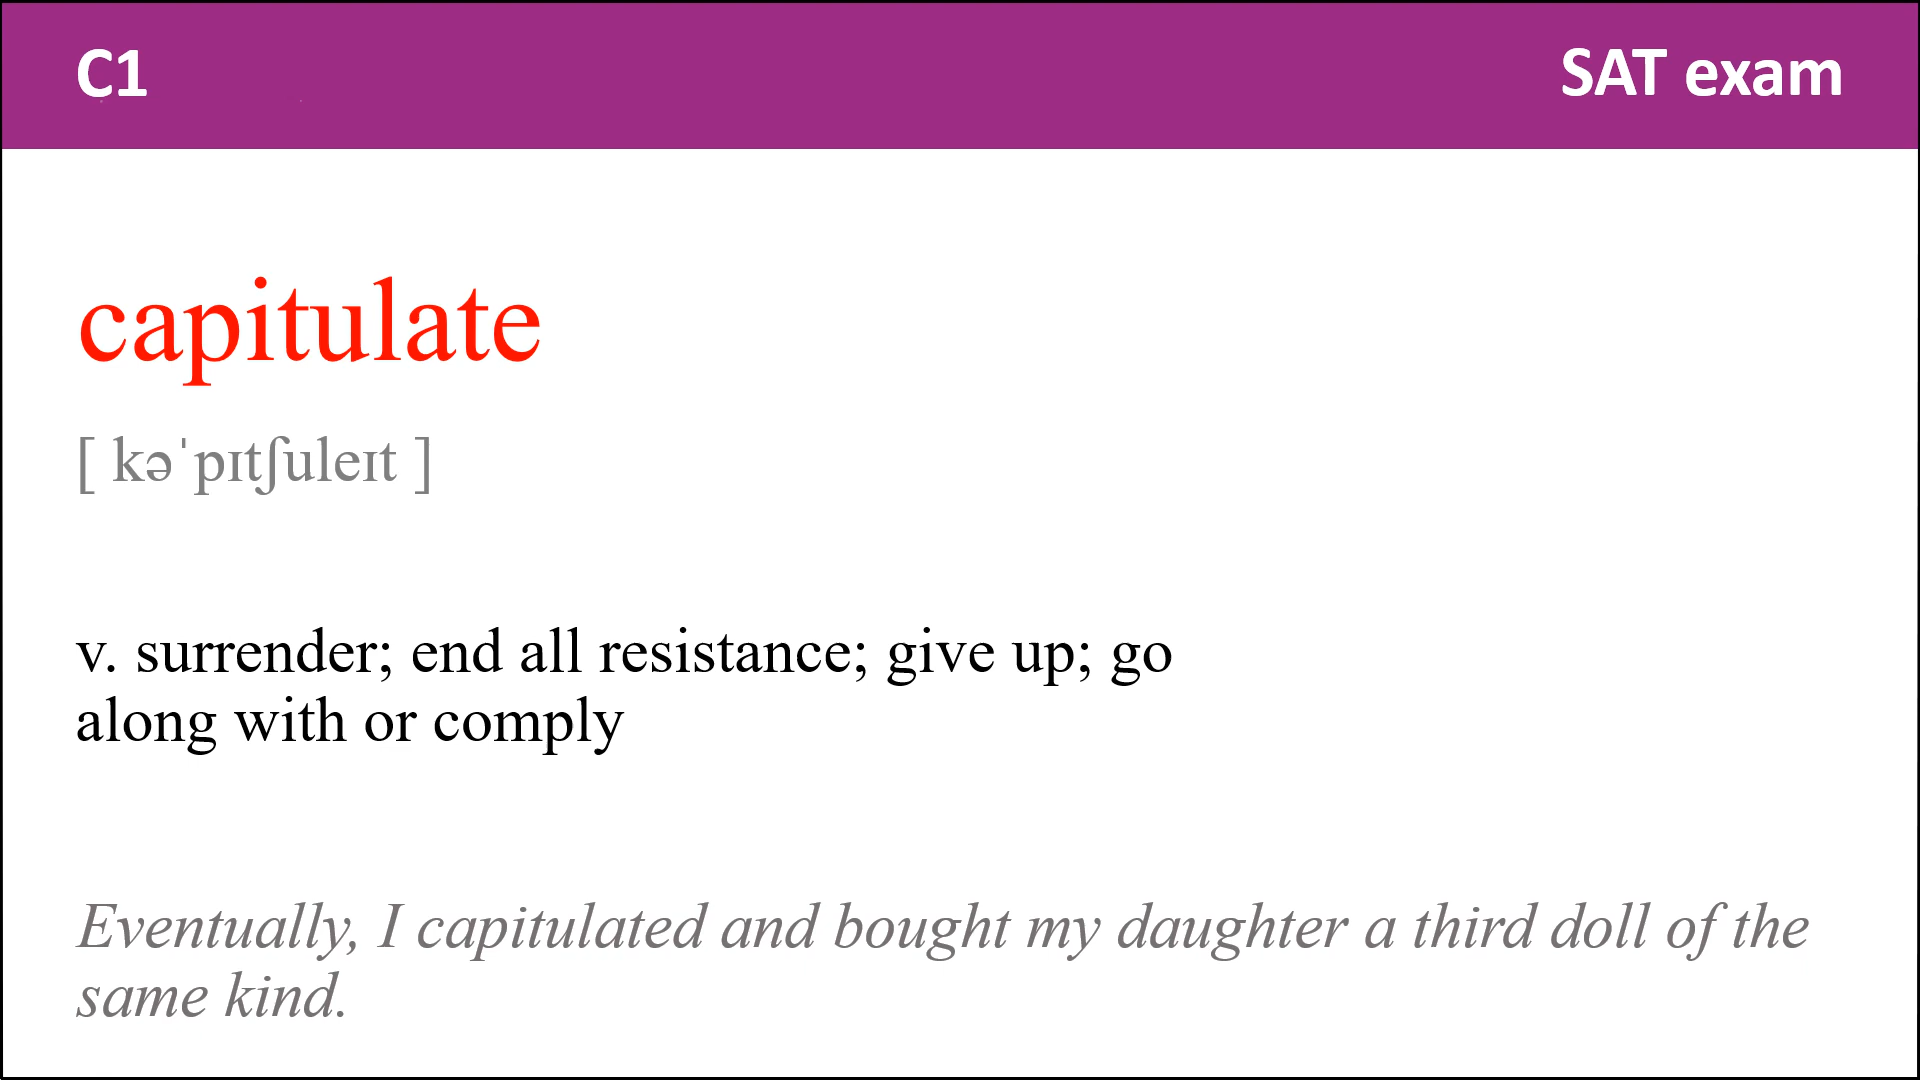 C1
SAT exam
capitulate
[ kəˈpɪtʃuleɪt ]
v. surrender; end all resistance; give up; go
along with or comply
Eventually, I capitulated and bought my daughter a third doll of the
same kind.